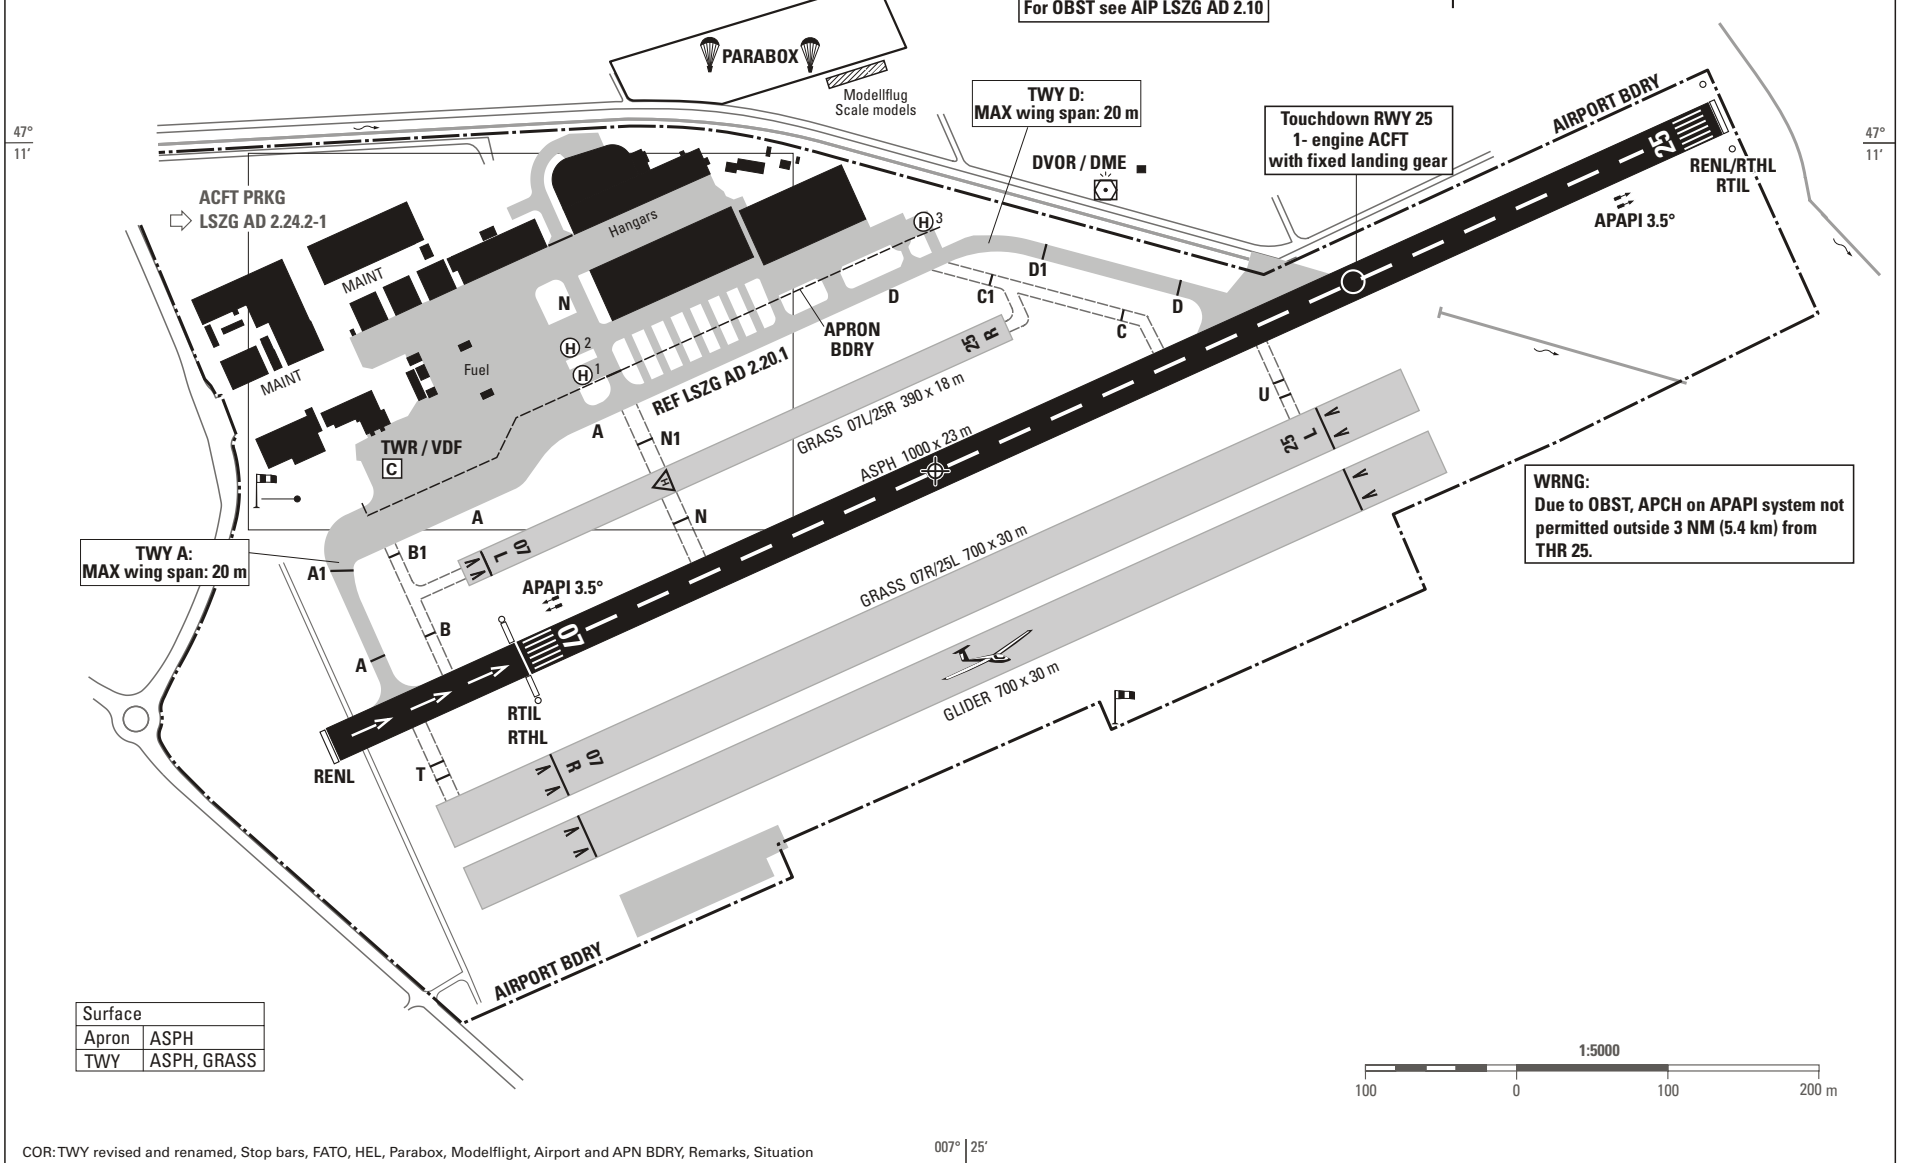 For OBST see AIP LSZG AD 2.10
PARABOX
Modellflug
Scale models
TWY D:
MAX wing span: 20 m
Touchdown RWY 25
1- engine ACFT
with fixed landing gear
AIRPORT BDRY
25
RENL/RTHL
RTIL
APAPI 3.5°
47°
11'
47°
11'
DVOR / DME
ACFT PRKG
LSZG AD 2.24.2-1
Hangars
MAINT
MAINT
H 3
D1
D
C1
D
C
N
APRON
BDRY
H 2
H 1
Fuel
REF LSZG AD 2.20.1
25
R
U
A
N1
GRASS 07L/25R 390 x 18 m
ASPH 1000 x 23 m
TWR / VDF
C
H
25
L
A
N
WRNG:
Due to OBST, APCH on APAPI system not
permitted outside 3 NM (5.4 km) from
THR 25.
TWY A:
MAX wing span: 20 m
A1
B1
L
07
APAPI 3.5°
GRASS 07R/25L 700 x 30 m
B
07
A
GLIDER 700 x 30 m
RTIL
RTHL
RENL
T
R
07
AIRPORT BDRY
Surface
Apron ASPH
TWY ASPH, GRASS
1:5000
100 0 100 200 m
COR: TWY revised and renamed, Stop bars, FATO, HEL, Parabox, Modelflight, Airport and APN BDRY, Remarks, Situation
007° 25'